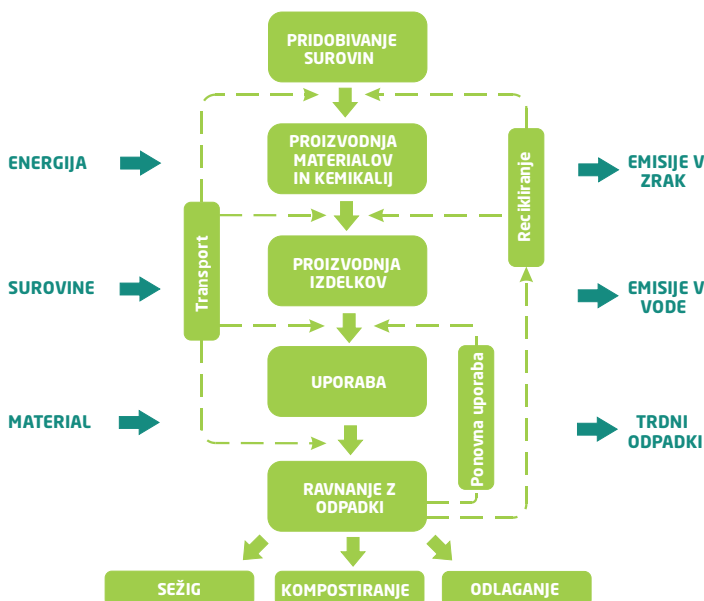 PRIDOBIVANJE
SUROVIN
PROIZVODNJA
MATERIALOV
IN KEMIKALIJ
ENERGIJA
EMISIJE V
ZRAK
Recikliranje
Transport
PROIZVODNJA
IZDELKOV
SUROVINE
EMISIJE V
VODE
UPORABA
Ponovna uporaba
MATERIAL
TRDNI
ODPADKI
RAVNANJE Z
ODPADKI
SEŽIG
KOMPOSTIRANJE
ODLAGANJE